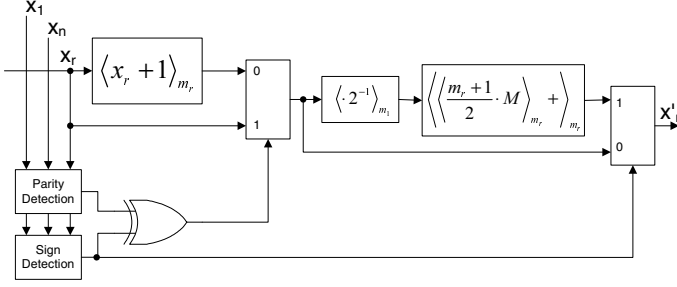 x₁
xₙ
xᵣ
⟨xᵣ + 1⟩ₘᵣ
0
1
⟨· 2⁻¹⟩ₘ₁
⟨⟨(mᵣ + 1)/2 · M⟩ₘᵣ + ⟩ₘᵣ
1
0
Parity
Detection
Sign
Detection